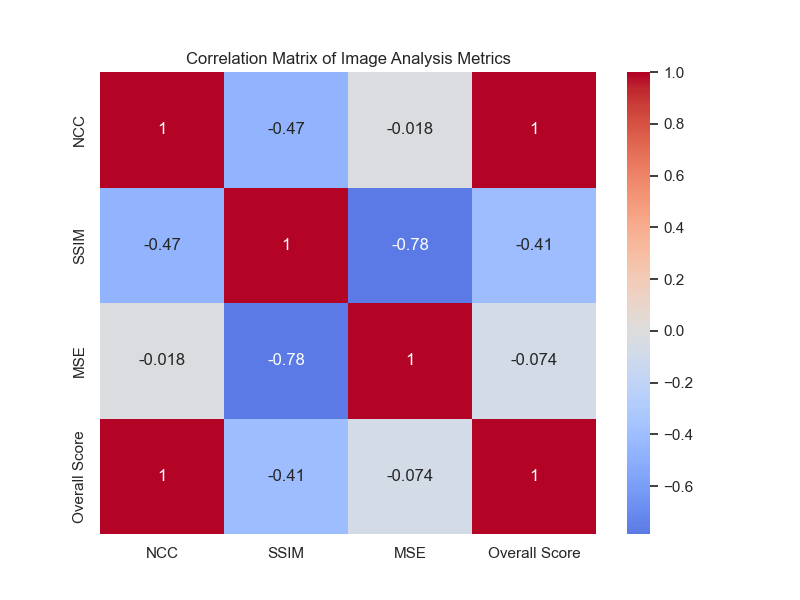 Correlation Matrix of Image Analysis Metrics
NCC
1
-0.47
-0.018
1
SSIM
-0.47
1
-0.78
-0.41
MSE
-0.018
-0.78
1
-0.074
Overall Score
1
-0.41
-0.074
1
NCC
SSIM
MSE
Overall Score
1.0
0.8
0.6
0.4
0.2
0.0
−0.2
−0.4
−0.6